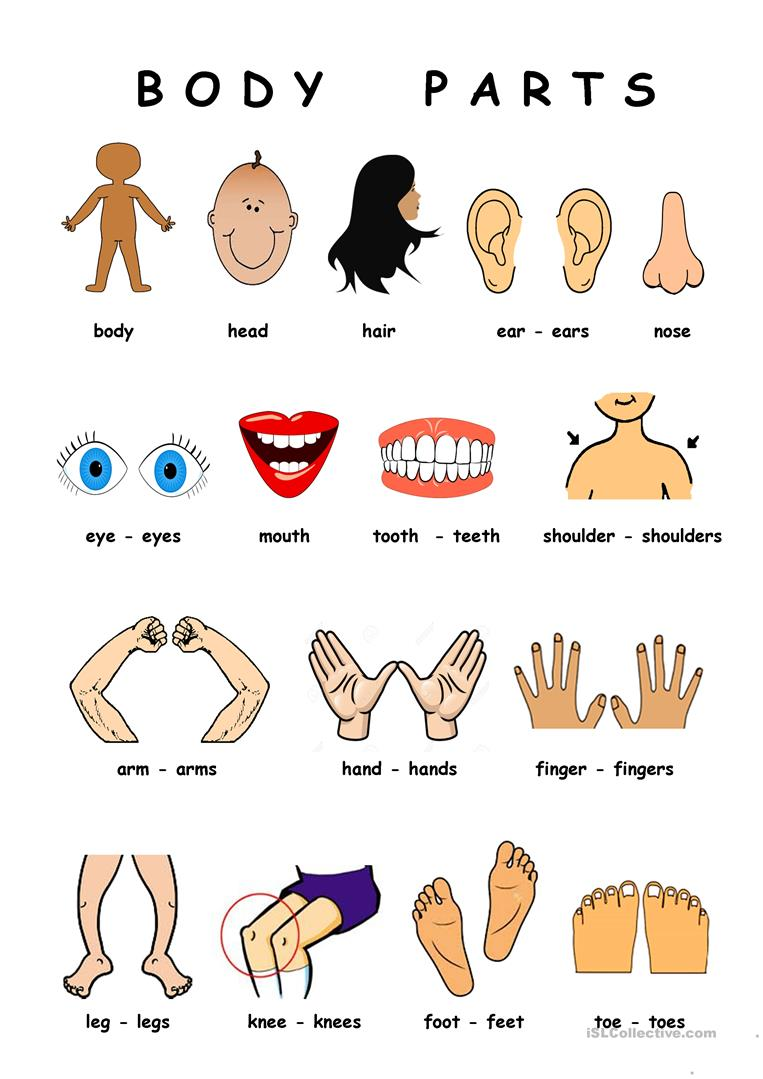 BODY PARTS
body head hair ear - ears nose
eye - eyes mouth tooth - teeth shoulder - shoulders
arm - arms hand - hands finger - fingers
leg - legs knee - knees foot - feet toe - toes
iSLCollective.com